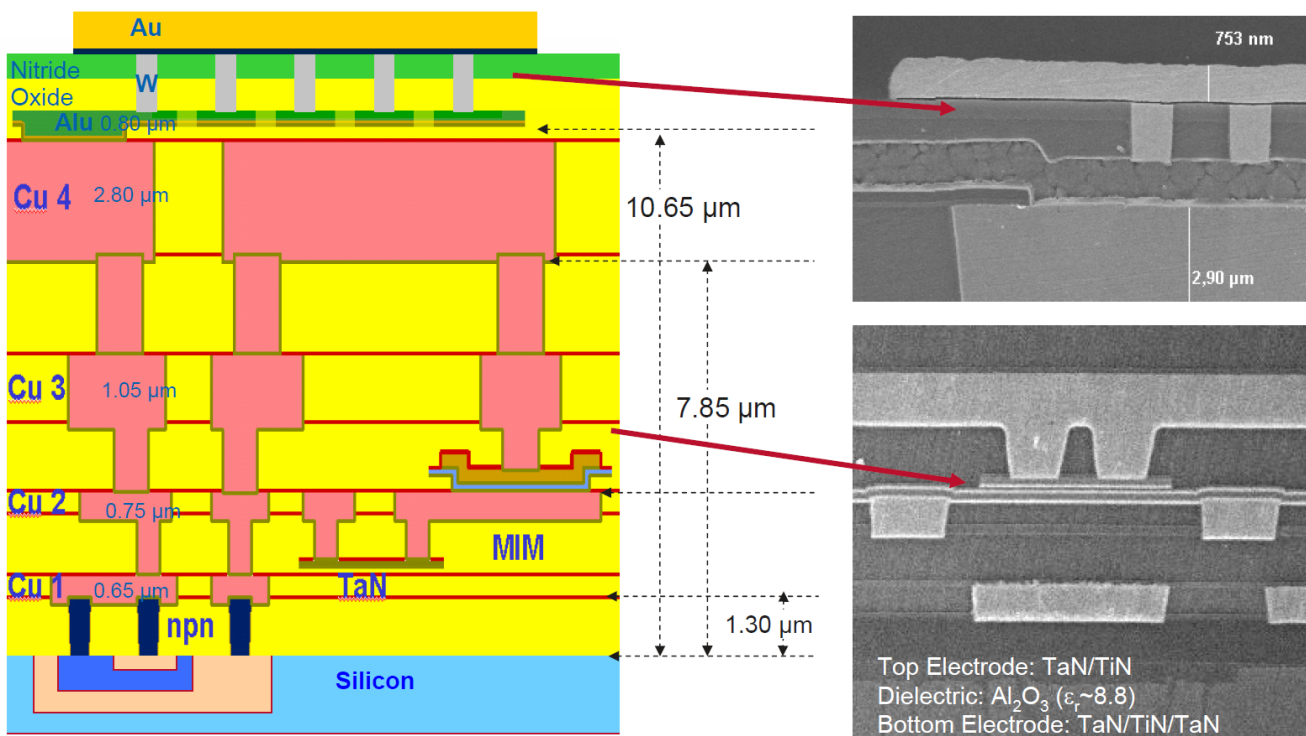 Au
Nitride
W
Oxide
Alu 0.80 µm
Cu 4 2.80 µm
10.65 µm
Cu 3 1.05 µm
7.85 µm
Cu 2 0.75 µm
MIM
Cu 1 0.65 µm
TaN
npn
1.30 µm
Silicon
753 nm
2,90 µm
Top Electrode: TaN/TiN
Dielectric: Al₂O₃ (εᵣ~8.8)
Bottom Electrode: TaN/TiN/TaN